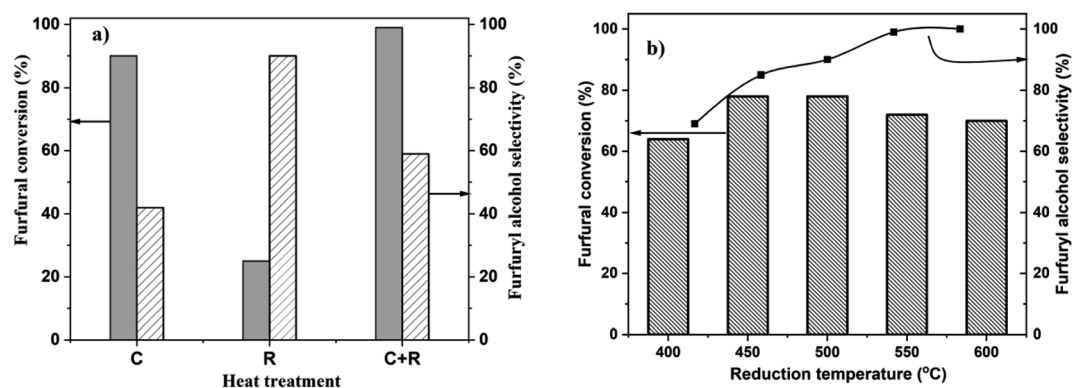 a)
Furfural conversion (%)
100
80
60
40
20
0
C R C+R
Heat treatment
100
80
60
40
20
0
Furfuryl alcohol selectivity (%)
b)
Furfural conversion (%)
100
80
60
40
20
0
400 450 500 550 600
Reduction temperature (°C)
100
80
60
40
20
0
Furfuryl alcohol selectivity (%)